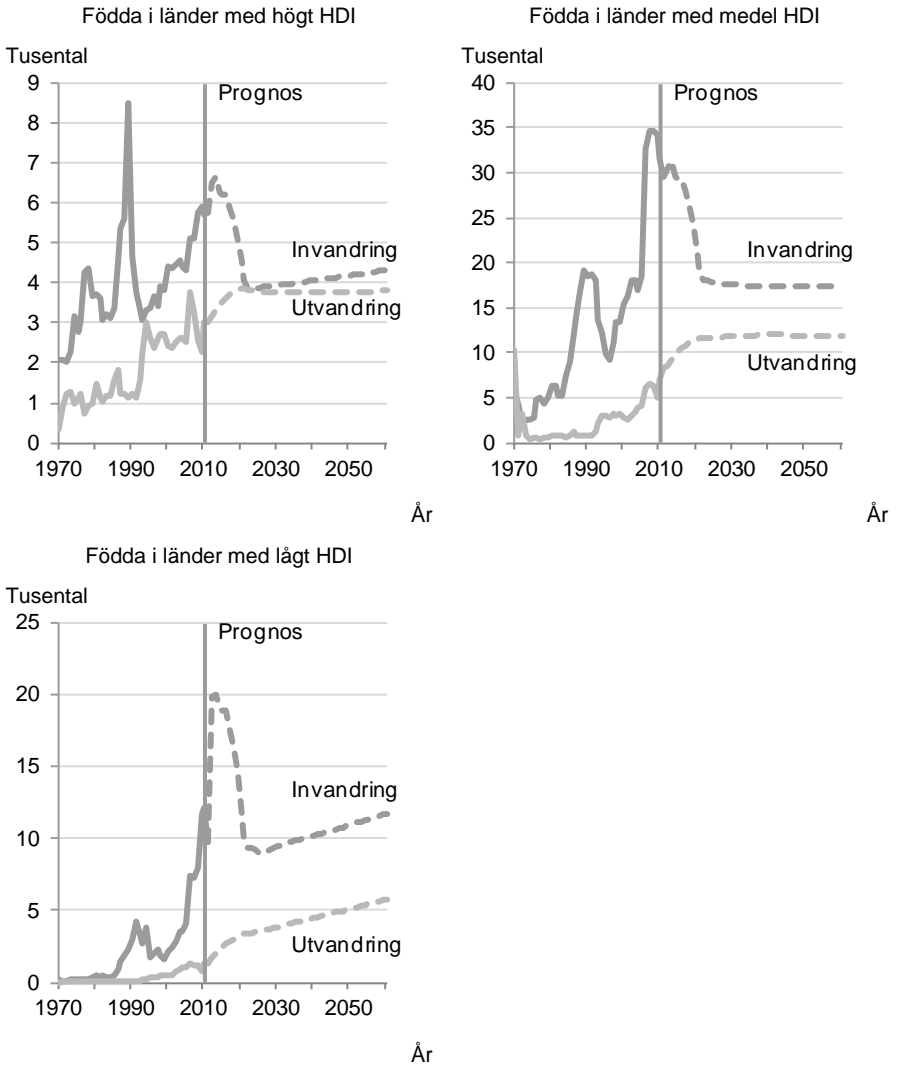 Födda i länder med högt HDI
Tusental
9
8
7
6
5
4
3
2
1
0
Prognos
Invandring
Utvandring
1970 1990 2010 2030 2050
År
Födda i länder med medel HDI
Tusental
40
35
30
25
20
15
10
5
0
Prognos
Invandring
Utvandring
1970 1990 2010 2030 2050
År
Födda i länder med lågt HDI
Tusental
25
20
15
10
5
0
Prognos
Invandring
Utvandring
1970 1990 2010 2030 2050
År